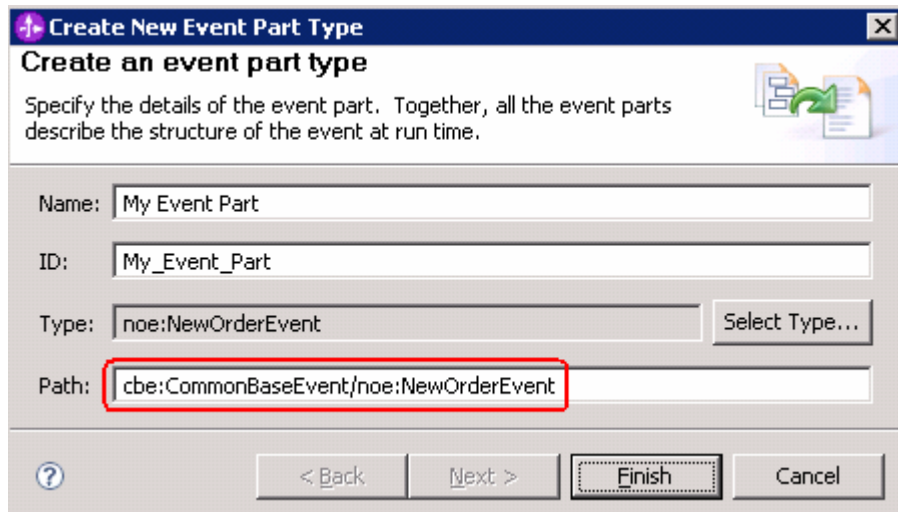 Create New Event Part Type
Create an event part type
Specify the details of the event part. Together, all the event parts
describe the structure of the event at run time.
Name: My Event Part
ID: My_Event_Part
Type: noe:NewOrderEvent Select Type...
Path: cbe:CommonBaseEvent/noe:NewOrderEvent
? < Back Next > Finish Cancel